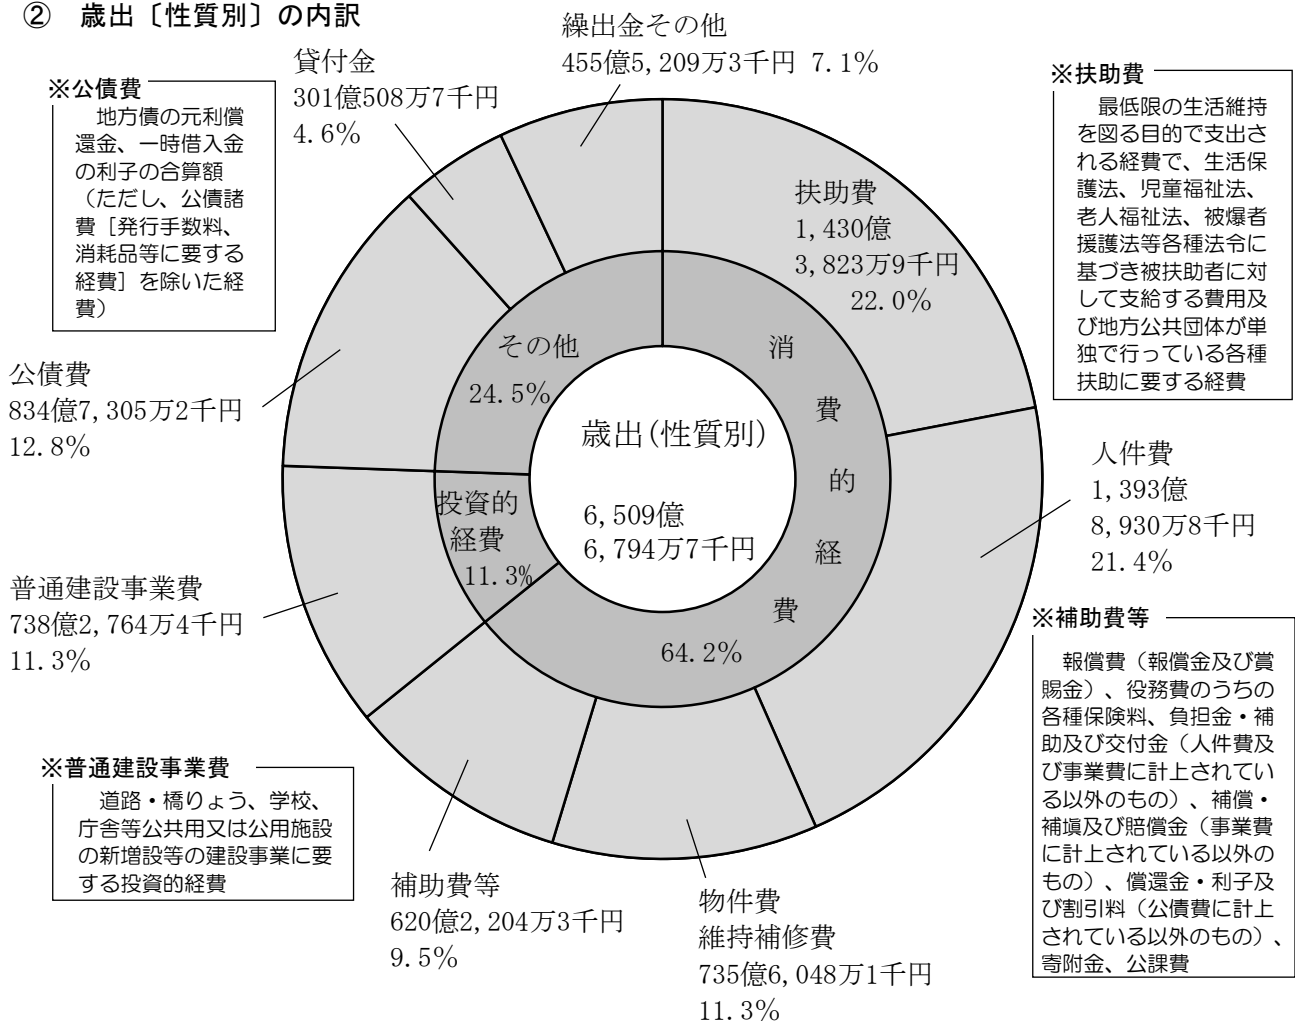 ② 歳出〔性質別〕の内訳
繰出金その他
455億5,209万3千円 7.1%
貸付金
301億508万7千円
4.6%
※公債費
地方債の元利償
還金、一時借入金
の利子の合算額
（ただし、公債諸
費［発行手数料、
消耗品等に要する
経費］を除いた経
費）
※扶助費
最低限の生活維持
を図る目的で支出さ
れる経費で、生活保
護法、児童福祉法、
老人福祉法、被爆者
援護法等各種法令に
基づき被扶助者に対
して支給する費用及
び地方公共団体が単
独で行っている各種
扶助に要する経費
扶助費
1,430億
3,823万9千円
22.0%
その他
24.5%
消費的経費
64.2%
公債費
834億7,305万2千円
12.8%
歳出(性質別)
6,509億
6,794万7千円
人件費
1,393億
8,930万8千円
21.4%
投資的
経費
11.3%
普通建設事業費
738億2,764万4千円
11.3%
※補助費等
報償費（報償金及び賞
賜金）、役務費のうちの
各種保険料、負担金・補
助及び交付金（人件費及
び事業費に計上されてい
る以外のもの）、補償・
補塡及び賠償金（事業費
に計上されている以外の
もの）、償還金・利子及
び割引料（公債費に計上
されている以外のもの）、
寄附金、公課費
※普通建設事業費
道路・橋りょう、学校、
庁舎等公共用又は公用施設
の新増設等の建設事業に要
する投資的経費
補助費等
620億2,204万3千円
9.5%
物件費
維持補修費
735億6,048万1千円
11.3%